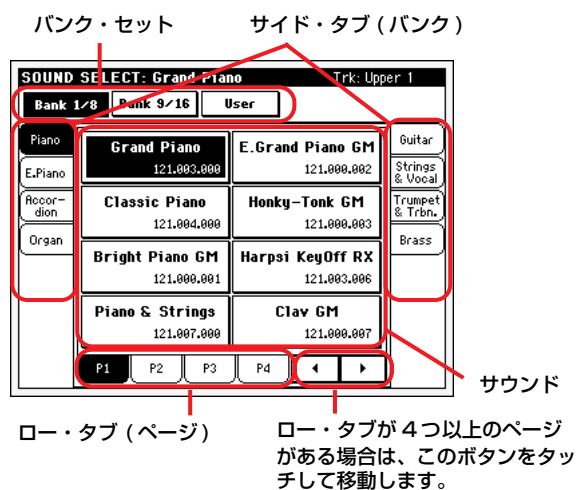 バンク・セット
サイド・タブ ( バンク )
SOUND SELECT: Grand Piano
Trk: Upper 1
Bank 1/8
Bank 9/16
User
Piano
Grand Piano
121.003.000
E.Grand Piano GM
121.000.002
Guitar
E.Piano
Strings
& Vocal
Accor-
dion
Classic Piano
121.004.000
Honky-Tonk GM
121.000.003
Trumpet
& Trbn.
Organ
Brass
Bright Piano GM
121.000.001
Harpsi KeyOff RX
121.003.006
Piano & Strings
121.007.000
Clav GM
121.000.007
P1
P2
P3
P4
サウンド
ロー・タブ ( ページ )
ロー・タブが 4 つ以上のページ
がある場合は、このボタンをタッ
チして移動します。